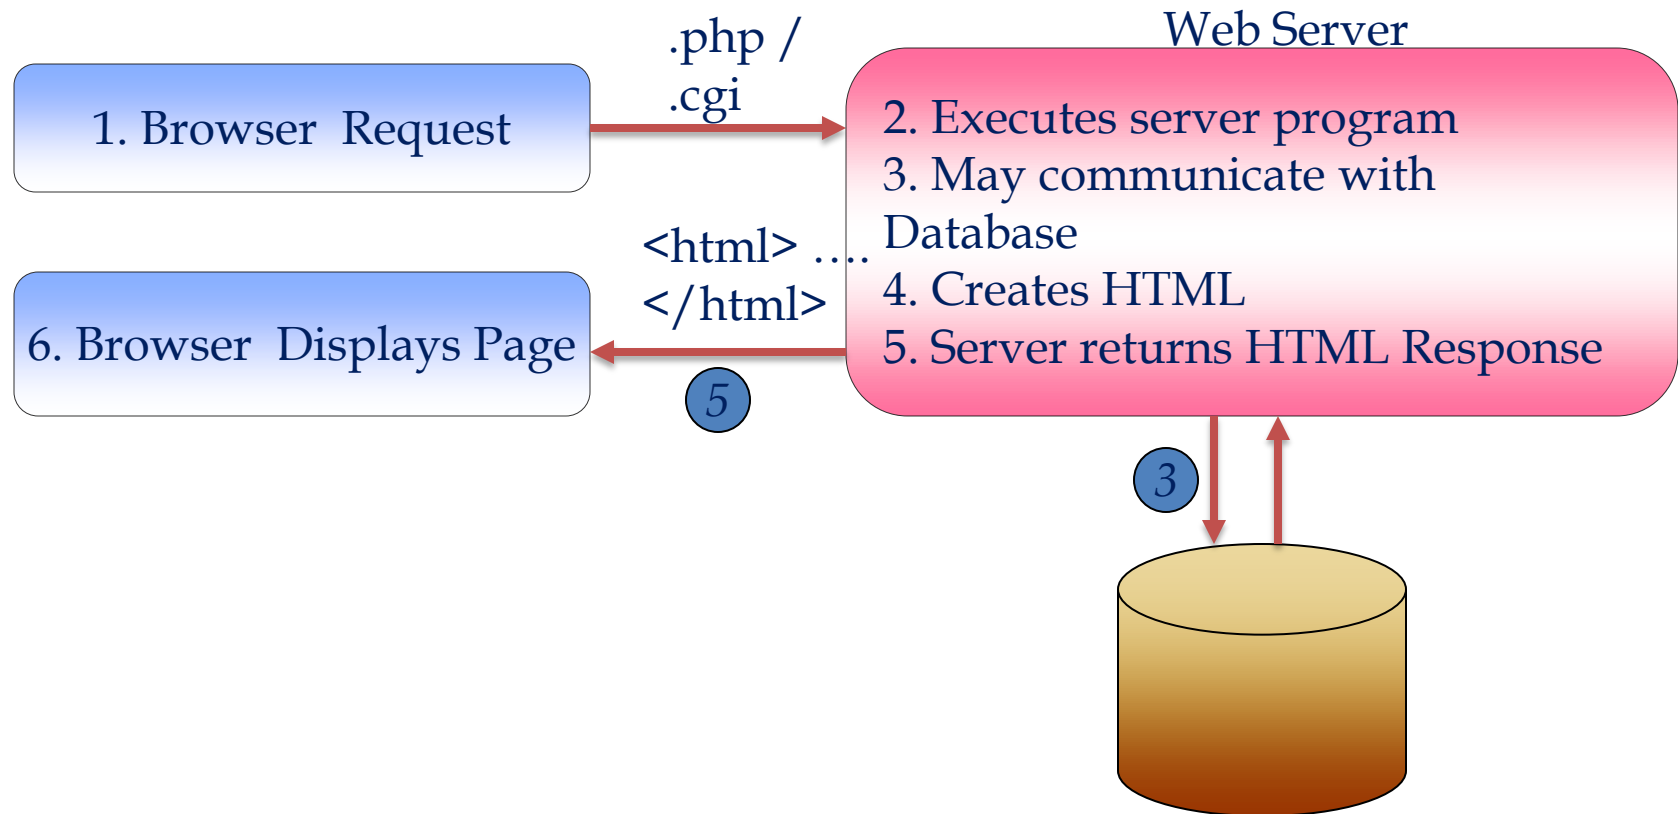 Web Server
.php /
.cgi
1. Browser  Request
2. Executes server program
3. May communicate with
Database
4. Creates HTML
5. Server returns HTML Response
<html> ....
</html>
6. Browser  Displays Page
5
3